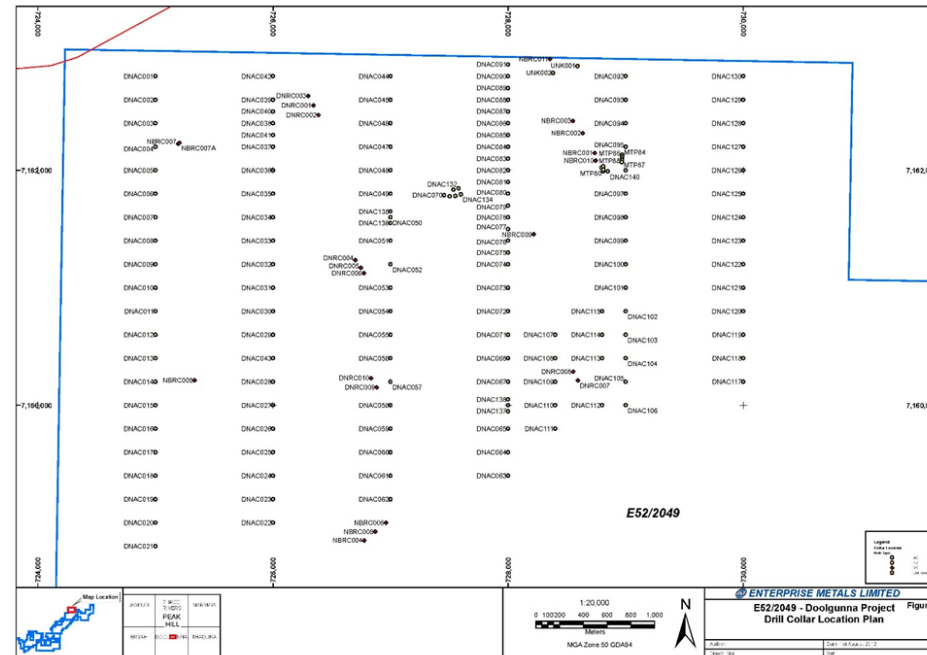 724,000
726,000
728,000
730,000
DNAC001 DNAC042 DNAC044 DNAC091 NBRC011 UNK001 DNAC130
DNAC090 UNK002 DNAC092
DNAC089
DNAC002 DNAC039 DNRC003 DNAC045 DNAC088 DNAC093 DNAC129
DNRC001
DNAC040 DNRC002 DNAC087
DNAC003 DNAC038 DNAC046 DNAC086 NBRC003 DNAC094
DNAC041 DNAC085 NBRC002
NBRC007 NBRC007A
DNAC004 DNAC037 DNAC047 DNAC084 DNAC095 DNAC127
DNAC083 NBRC001 MTP84
NBRC010 MTP87
7,162,000 DNAC005 DNAC036 DNAC048 DNAC082 DNAC140 7,162,000
DNAC081
DNAC132
DNAC006 DNAC035 DNAC049 DNAC070 DNAC134 DNAC080 DNAC097 DNAC125
DNAC079
DNAC007 DNAC034 DNAC050 DNAC098 DNAC124
DNAC077
NBRC009
DNAC008 DNAC033 DNAC051 DNAC076 DNAC099 DNAC123
DNAC075
DNRC004
DNAC009 DNAC032 DNRC005 DNAC052 DNAC074 DNAC100 DNAC122
DNRC006
DNAC010 DNAC031 DNAC053 DNAC073 DNAC101 DNAC121
DNAC011 DNAC030 DNAC054 DNAC072 DNAC115 DNAC102 DNAC120
DNAC012 DNAC029 DNAC055 DNAC071 DNAC107 DNAC114 DNAC103 DNAC119
DNAC013 DNAC043 DNAC056 DNAC068 DNAC108 DNAC113 DNAC104 DNAC118
DNRC008
DNAC014 NBRC005 DNAC028 DNRC010 DNAC057 DNAC067 DNAC109 DNRC007 DNAC105 DNAC117
DNRC009
7,160,000 DNAC015 DNAC027 DNAC058 DNAC110 DNAC112 DNAC106 7,160,000
DNAC137
DNAC016 DNAC026 DNAC059 DNAC065 DNAC111
DNAC017 DNAC025 DNAC060 DNAC064
DNAC018 DNAC024 DNAC061 DNAC063
DNAC019 DNAC023 DNAC062
DNAC020 DNAC022 NBRC006
NBRC008
NBRC004
DNAC021
E52/2049
724,000
726,000
728,000
730,000
Legend
Collar Location
Map Location
PEAK
HILL
1:20,000
0 100 200 400 600 800 1,000
Meters
MGA Zone 50 GDA94
N
ENTERPRISE METALS LIMITED
E52/2049 - Doolgunna Project
Drill Collar Location Plan
Figu